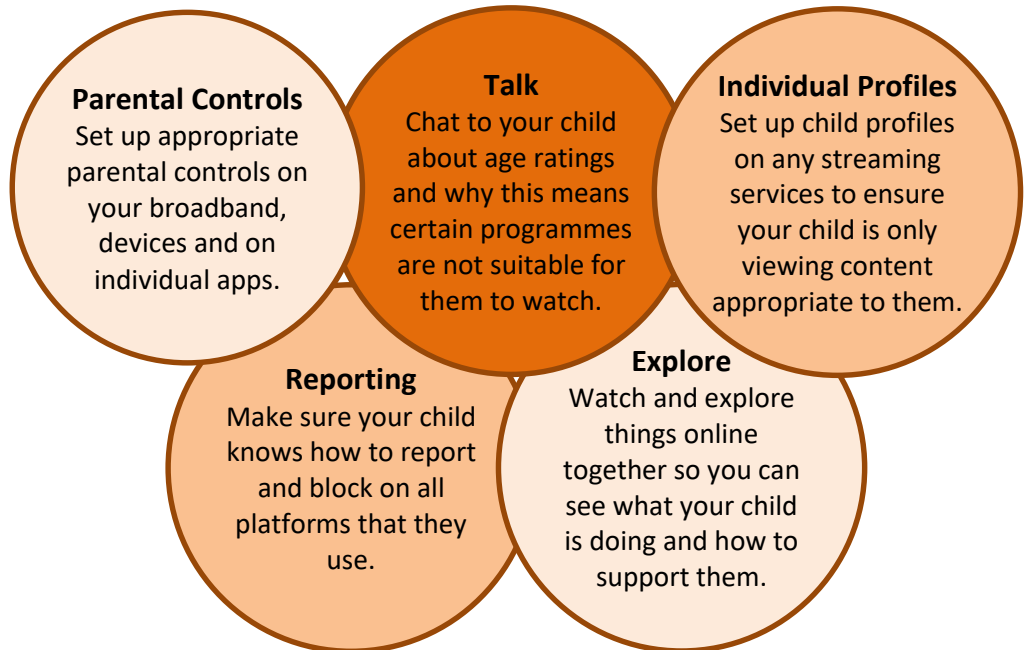 Parental Controls
Set up appropriate
parental controls on
your broadband,
devices and on
individual apps.
Talk
Chat to your child
about age ratings
and why this means
certain programmes
are not suitable for
them to watch.
Individual Profiles
Set up child profiles
on any streaming
services to ensure
your child is only
viewing content
appropriate to them.
Reporting
Make sure your child
knows how to report
and block on all
platforms that they
use.
Explore
Watch and explore
things online
together so you can
see what your child
is doing and how to
support them.